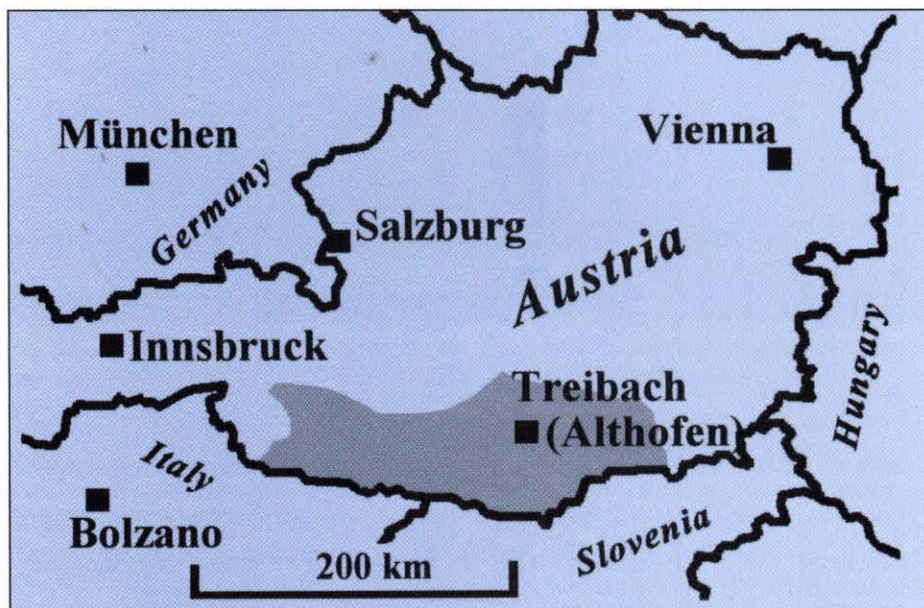 München
Vienna
Germany
Salzburg
Austria
Innsbruck
Hungary
Treibach
(Althofen)
Italy
Bolzano
Slovenia
200 km